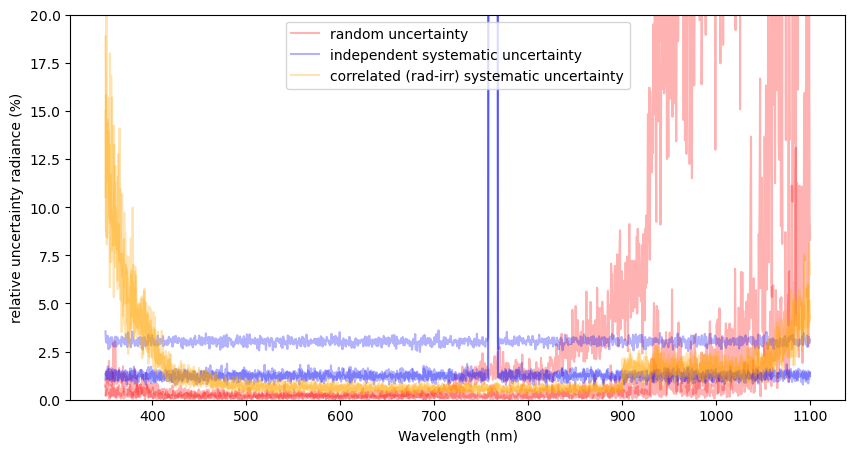 random uncertainty
independent systematic uncertainty
correlated (rad-irr) systematic uncertainty
relative uncertainty radiance (%)
20.0
17.5
15.0
12.5
10.0
7.5
5.0
2.5
0.0
400 500 600 700 800 900 1000 1100
Wavelength (nm)